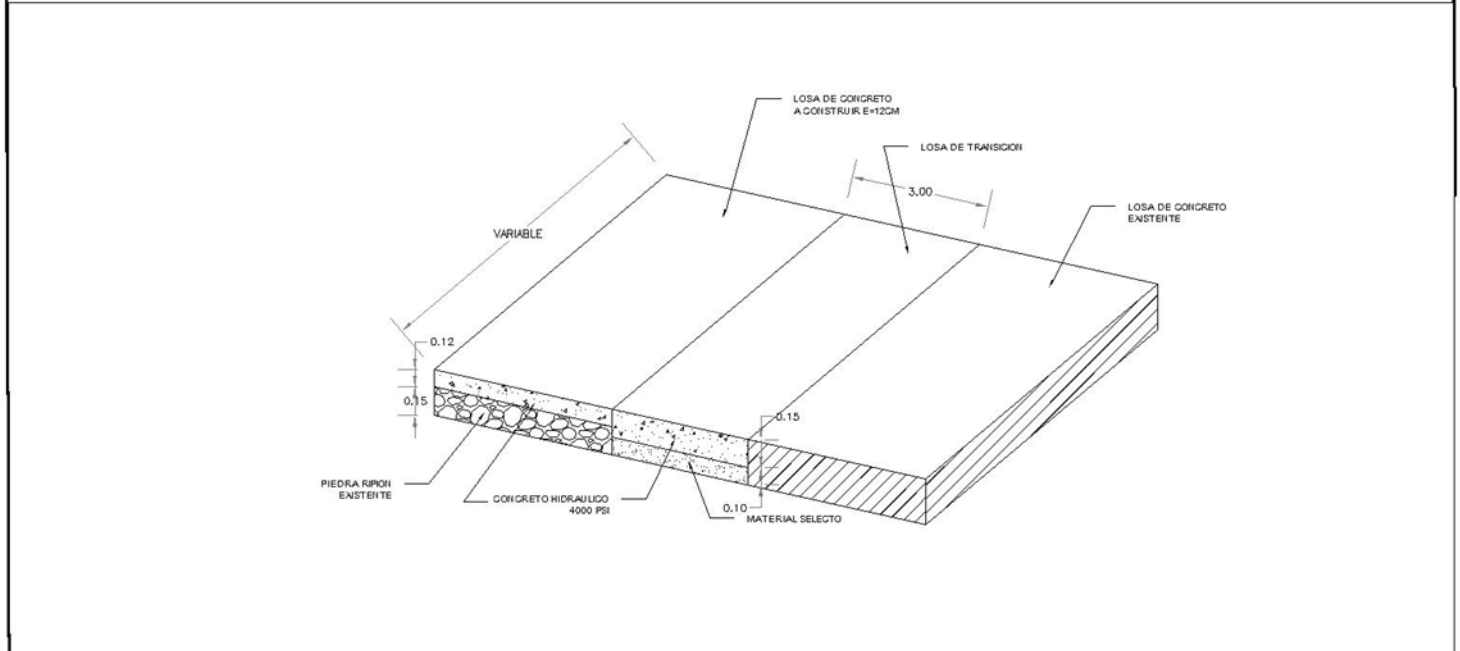 LOSA DE CONCRETO
A CONSTRUIR E=12CM
LOSA DE TRANSICION
3.00
LOSA DE CONCRETO
EXISTENTE
VARIABLE
0.12
0.15
0.15
PIEDRA RIPION
EXISTENTE
CONCRETO HIDRAULICO
4000 PSI
0.10
MATERIAL SELECTO